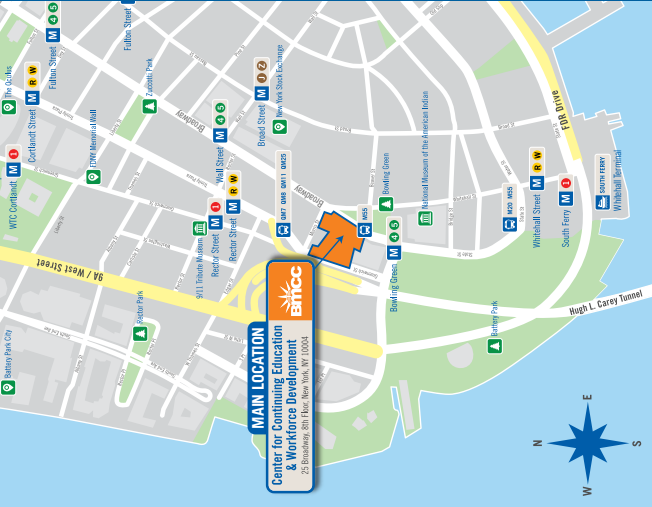 MAIN LOCATION
Center for Continuing Education
& Workforce Development
25 Broadway, 8th Floor, New York, NY 10004
BMCC
The Oculus
M R W
Cortlandt Street
M 4 5
Fulton Street
Fulton Street
M 1
WTC Cortlandt
FDNY Memorial Wall
Zuccotti Park
Broadway
M 4 5
Wall Street
M J Z
Broad Street
New York Stock Exchange
M 1
Rector Street
M R W
Rector Street
9/11 Tribute Museum
QM7 QM8 QM11 QM25
Broadway
M55
Bowling Green
M 4 5
Bowling Green
National Museum of the American Indian
9A / West Street
Battery Park City
Rector Park
Battery Park
Hugh L. Carey Tunnel
M20 M55
M R W
Whitehall Street
M 1
South Ferry
SOUTH FERRY
Whitehall Terminal
FDR Drive
N
E
S
W